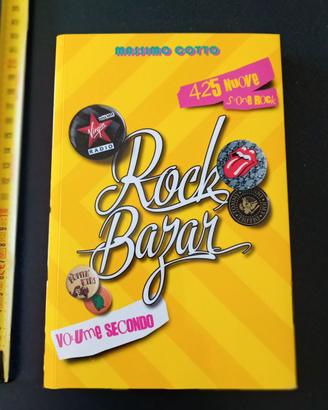 MASSIMO COTTO
425 Nuove
Storie Rock
Virgin
RADIO
Rock
Bazar
VOLUME SECONDO